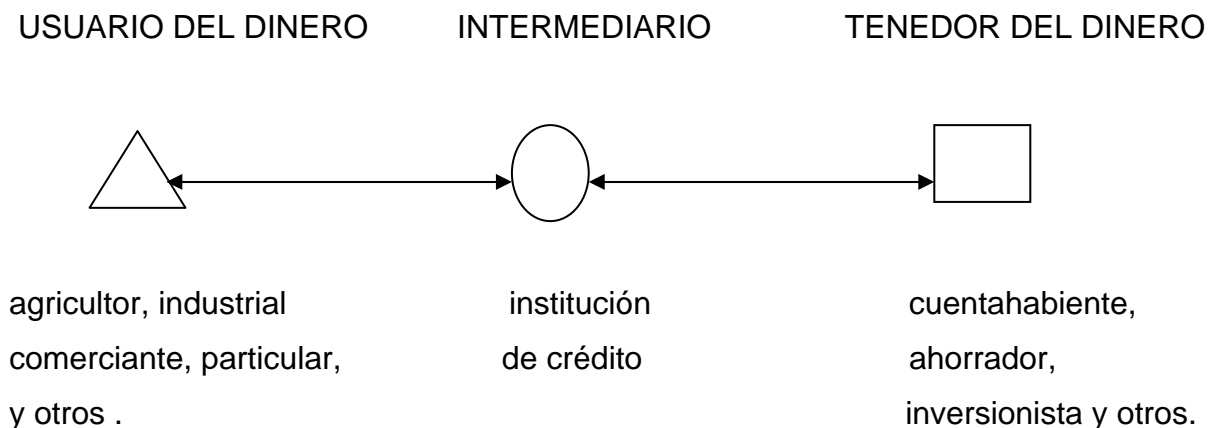 USUARIO DEL DINERO INTERMEDIARIO TENEDOR DEL DINERO
agricultor, industrial institución cuentahabiente,
comerciante, particular, de crédito ahorrador,
y otros . inversionista y otros.